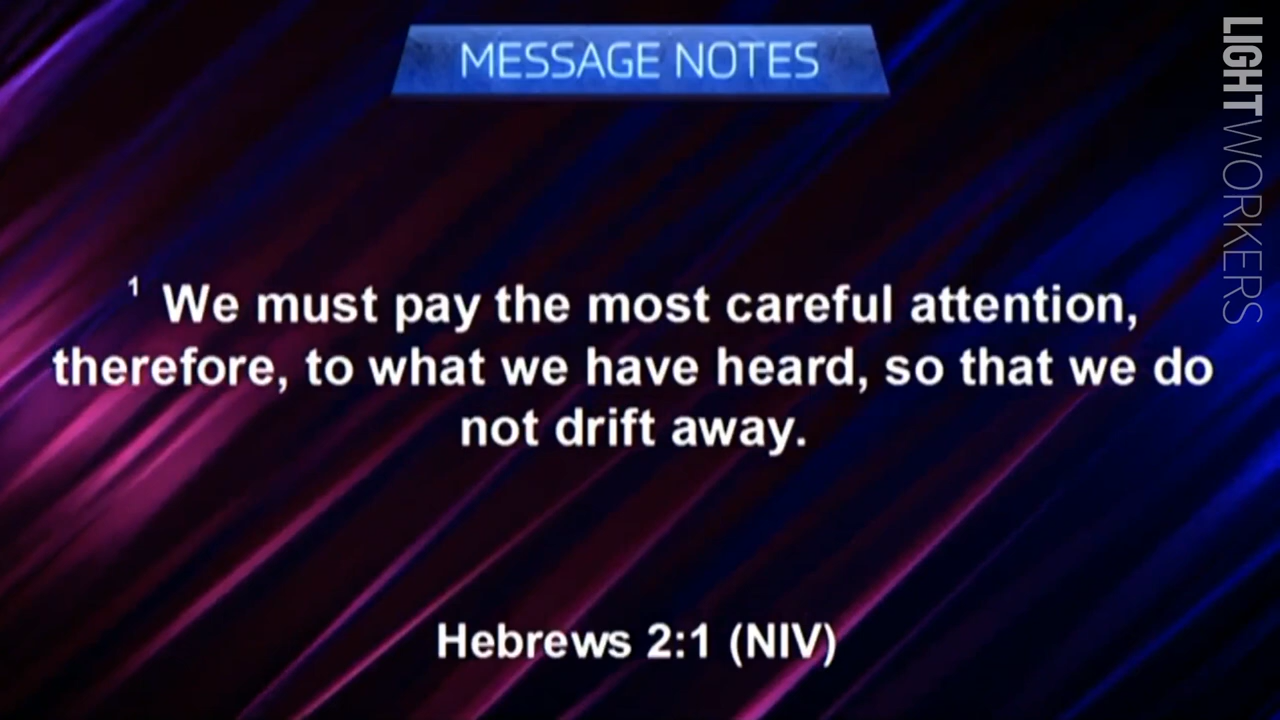 MESSAGE NOTES
LIGHTWORKERS
¹ We must pay the most careful attention,
therefore, to what we have heard, so that we do
not drift away.
Hebrews 2:1 (NIV)